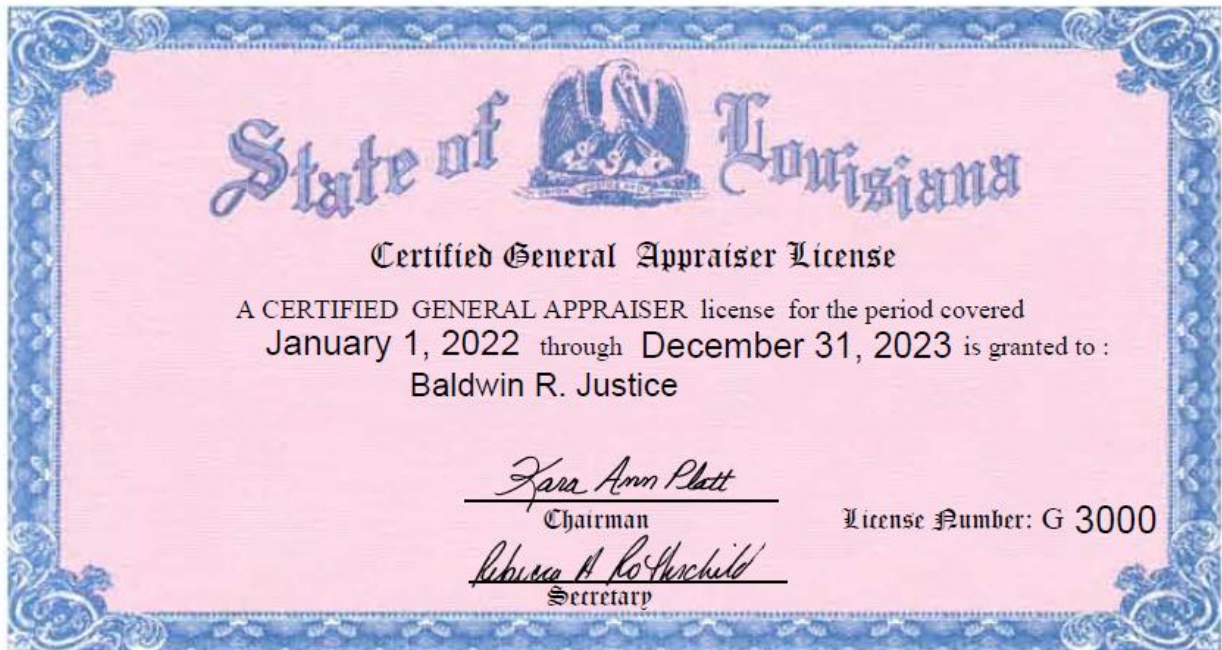 State of Louisiana
Certified General Appraiser License
A CERTIFIED GENERAL APPRAISER license for the period covered
January 1, 2022 through December 31, 2023 is granted to :
Baldwin R. Justice
Kara Ann Platt
Chairman
License Number: G 3000
Rebecca A Rothschild
Secretary